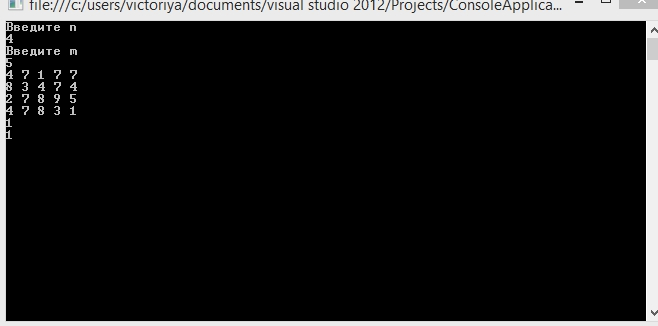 file:///c:/users/victoriya/documents/visual studio 2012/Projects/ConsoleApplica...
Введите n
4
Введите m
5
4 7 1 7 7
8 3 4 7 4
2 7 8 9 5
4 7 8 3 1
1
1